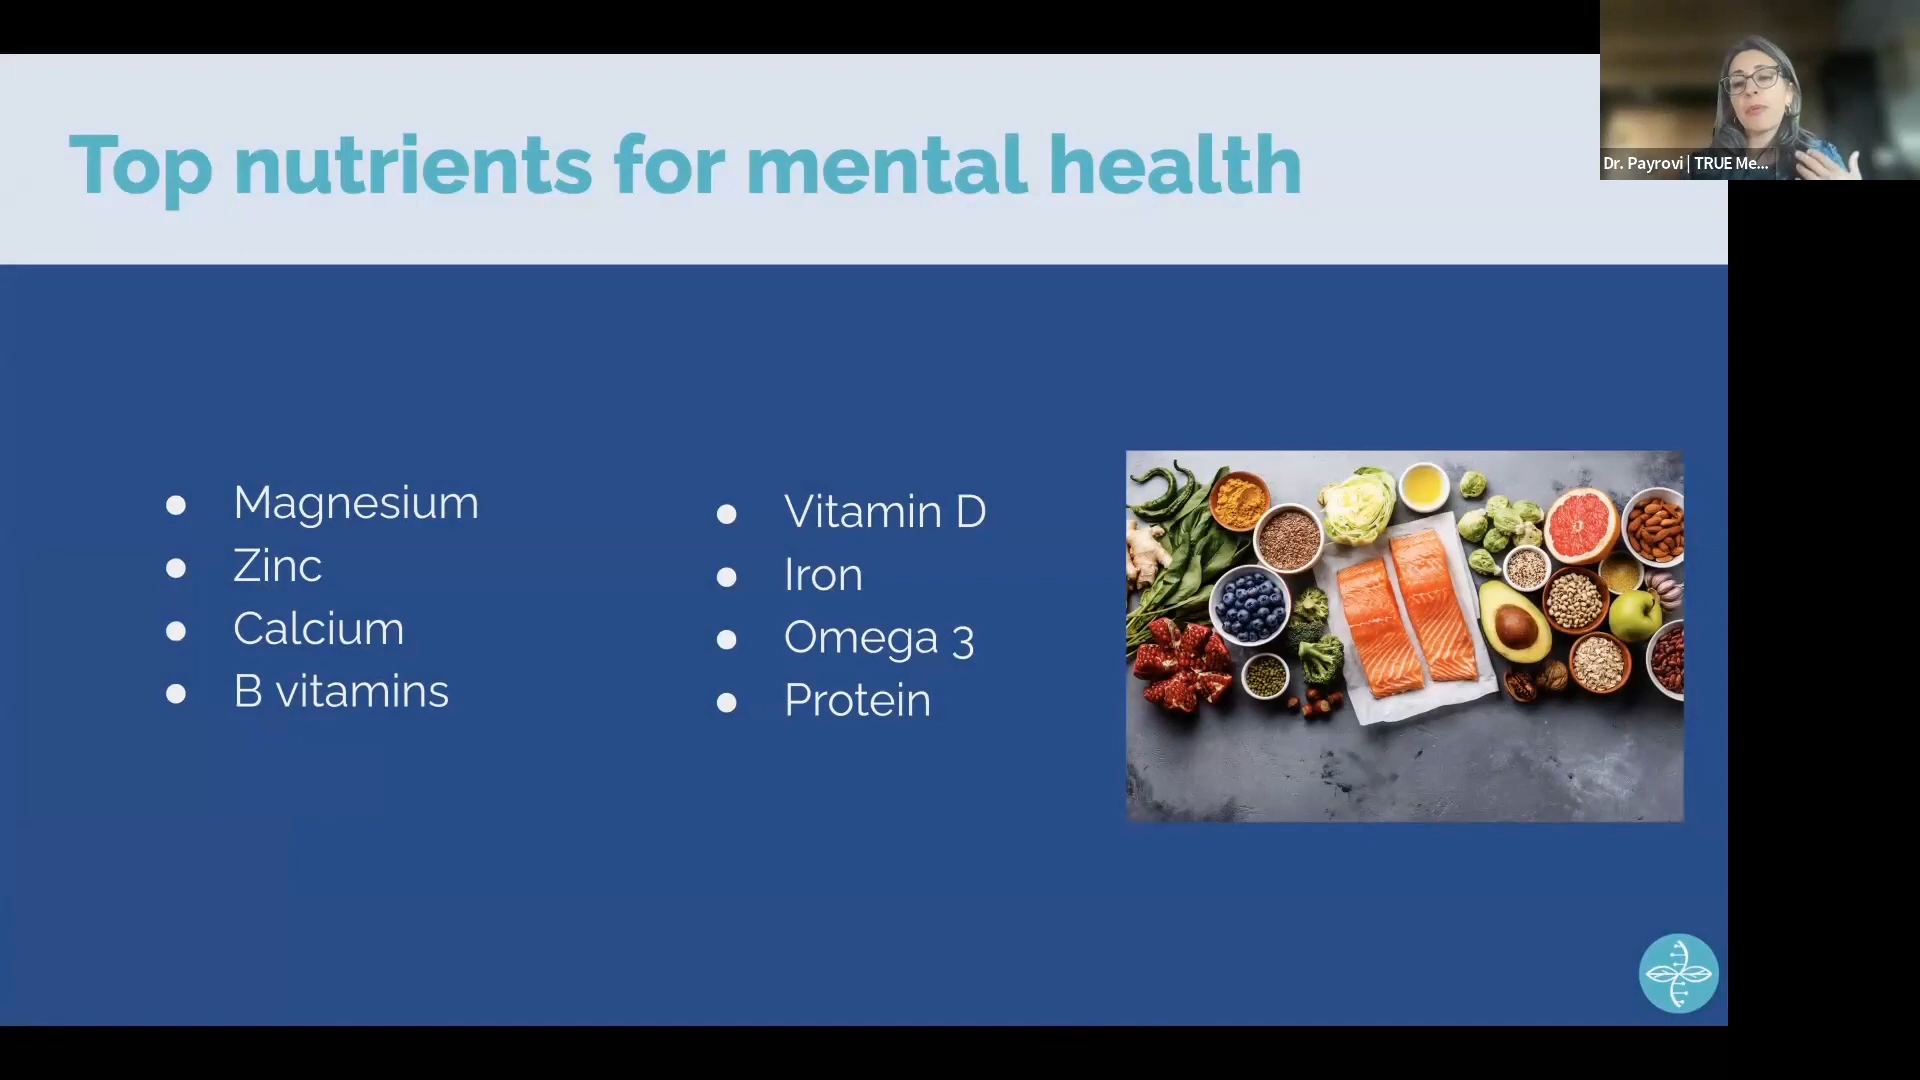 Top nutrients for mental health
Dr. Payrovi | TRUE Me...
Magnesium
Zinc
Calcium
B vitamins
Vitamin D
Iron
Omega 3
Protein